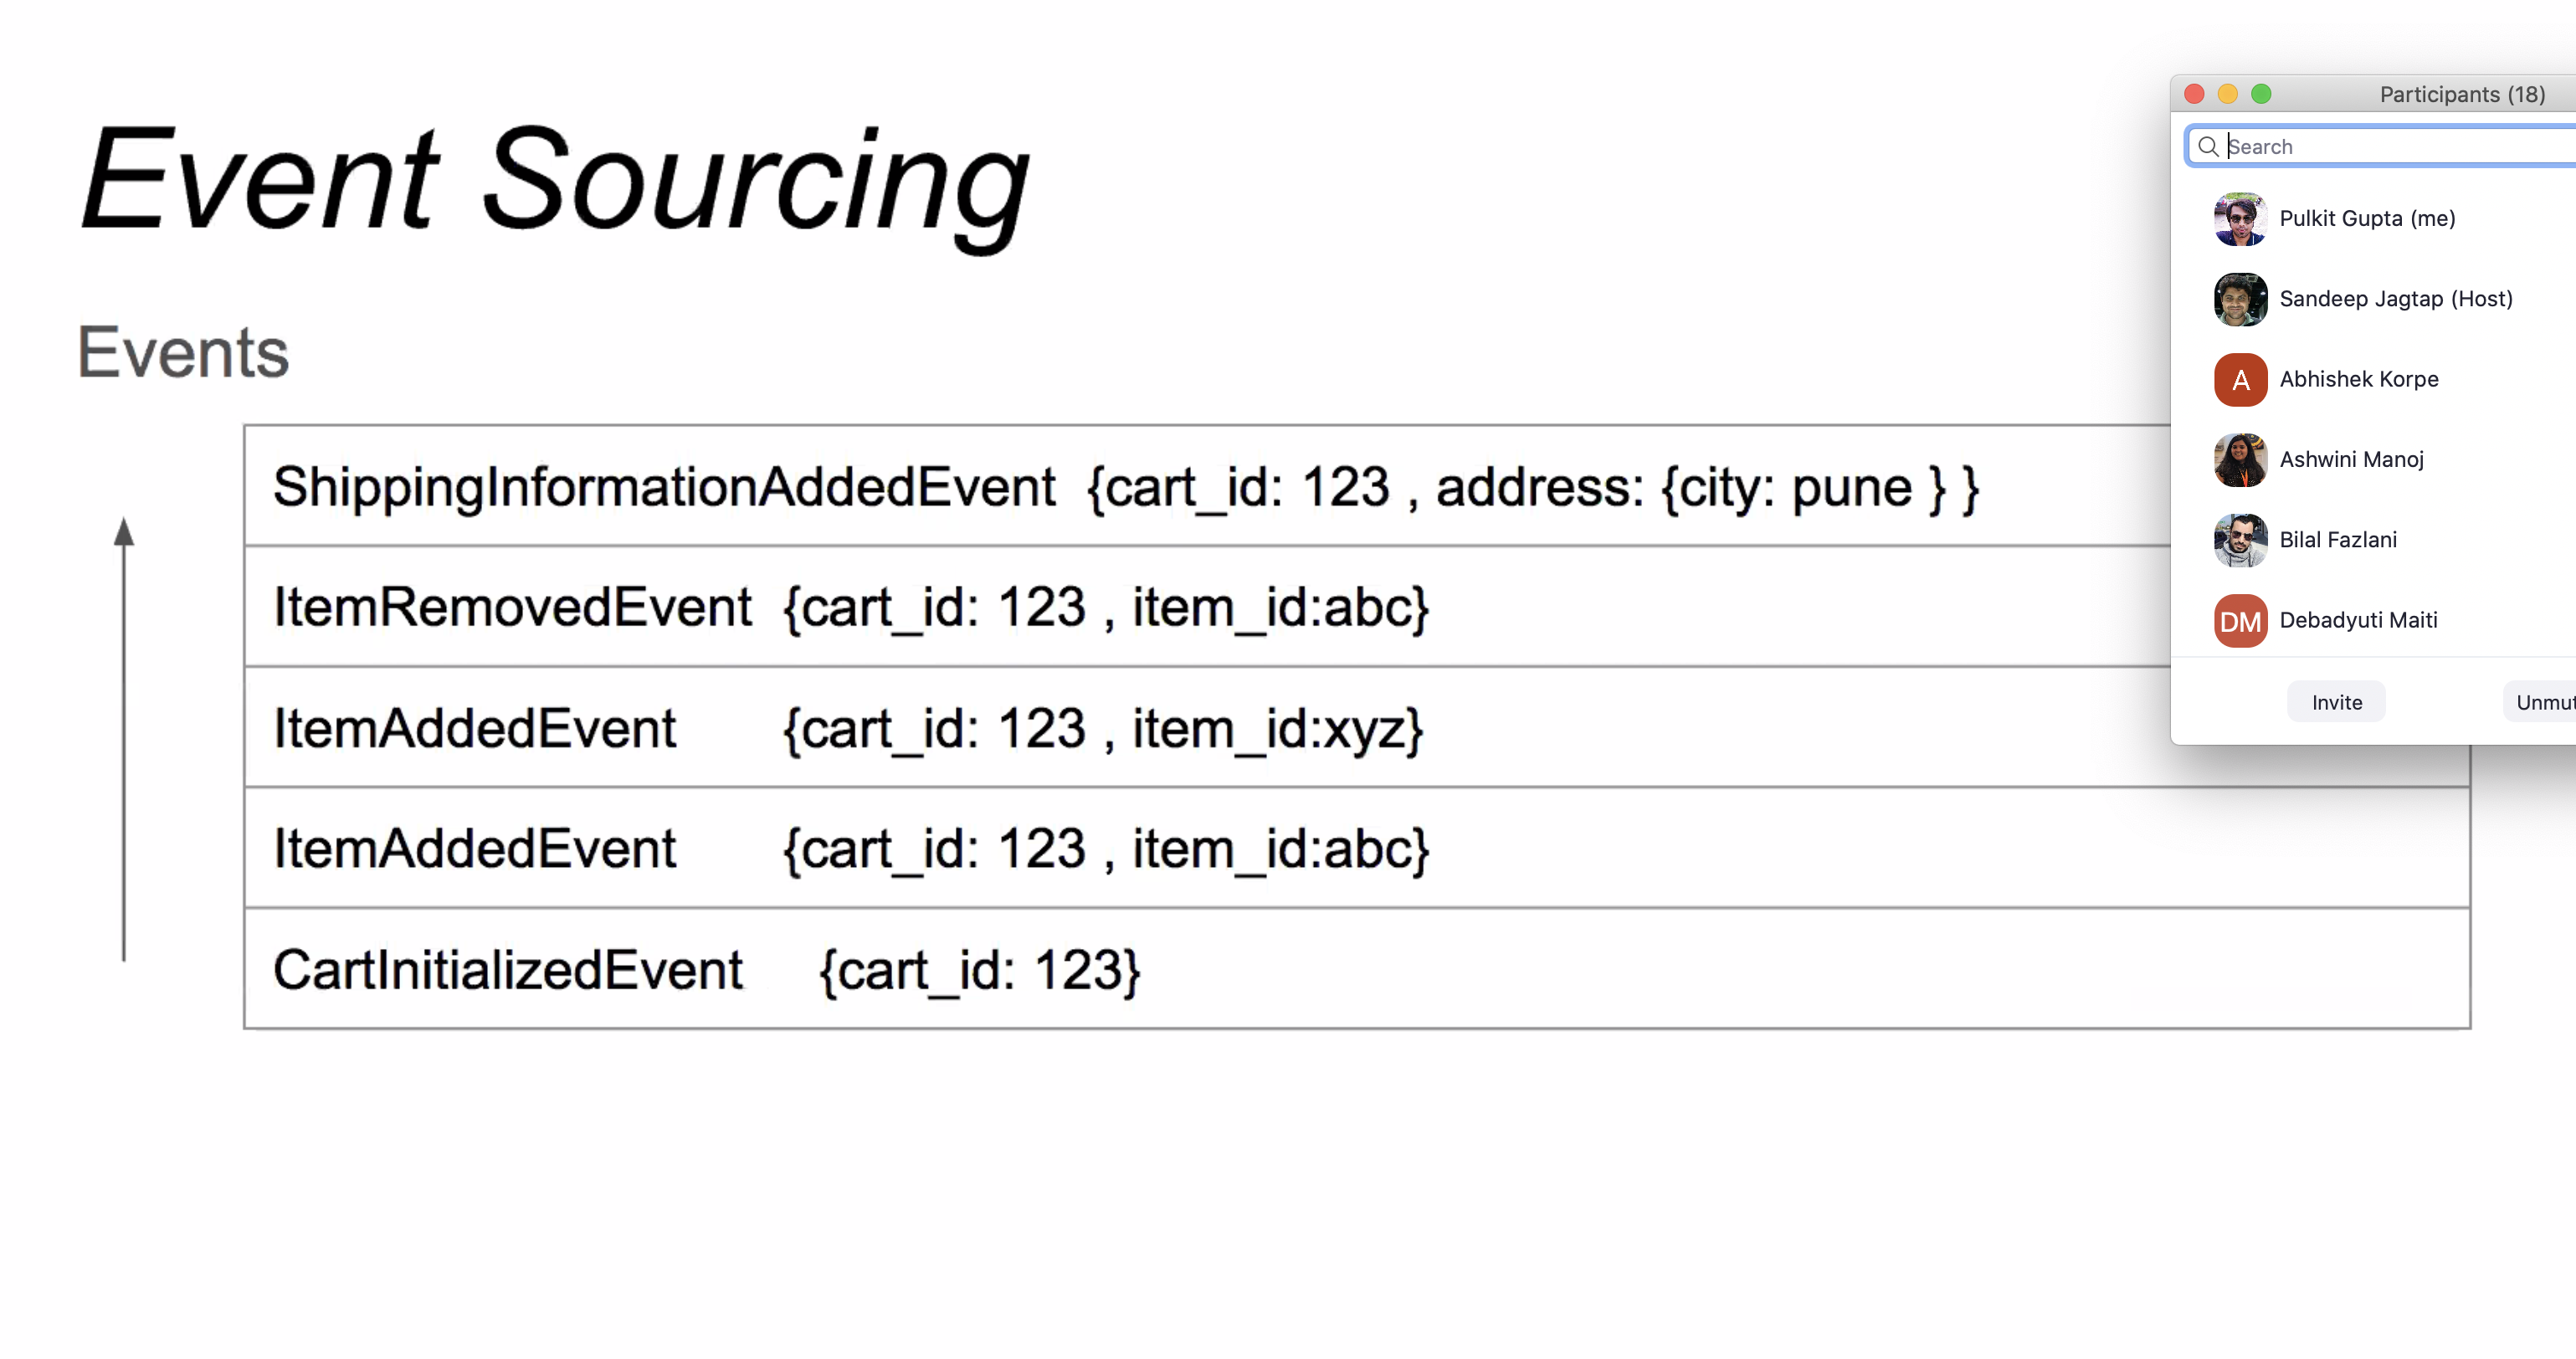 Event Sourcing
Events
ShippingInformationAddedEvent {cart_id: 123 , address: {city: pune } }
ItemRemovedEvent {cart_id: 123 , item_id:abc}
ItemAddedEvent {cart_id: 123 , item_id:xyz}
ItemAddedEvent {cart_id: 123 , item_id:abc}
CartInitializedEvent {cart_id: 123}
Participants (18)
Search
Pulkit Gupta (me)
Sandeep Jagtap (Host)
A Abhishek Korpe
Ashwini Manoj
Bilal Fazlani
DM Debadyuti Maiti
Invite Unmut